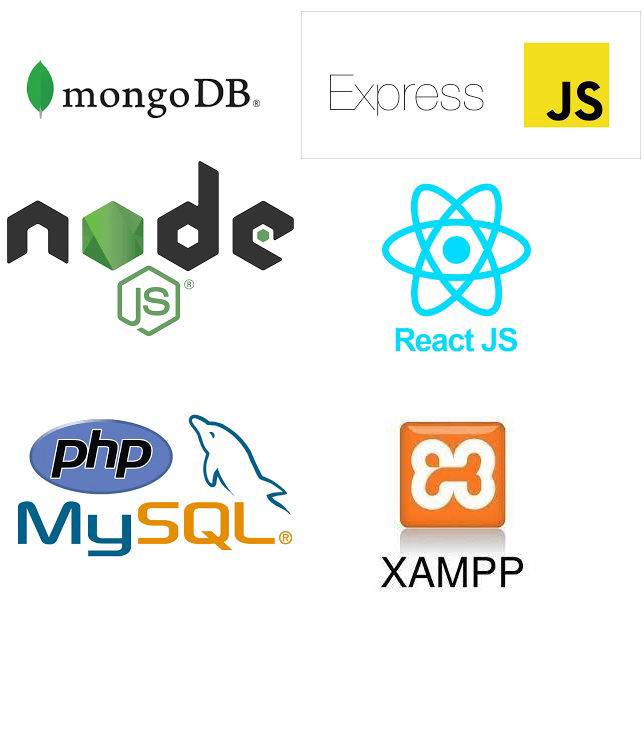 mongoDB®
Express JS
node
JS®
React JS
php
MySQL®
XAMPP